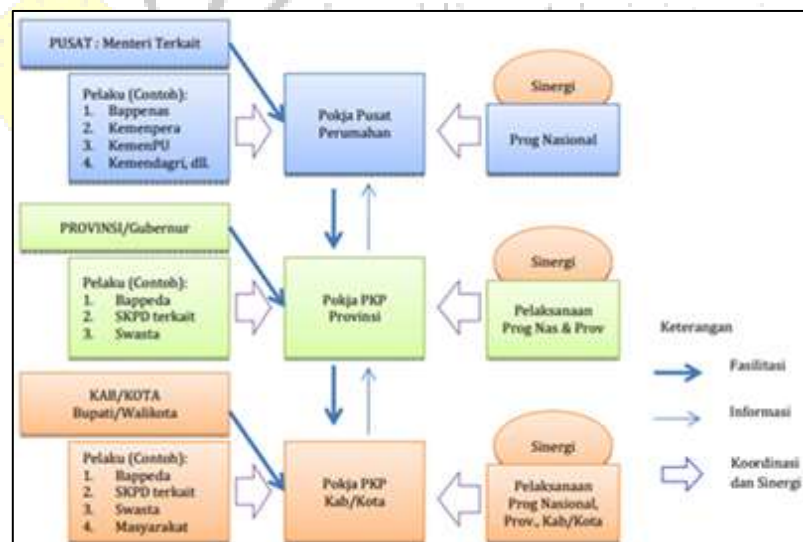 PUSAT : Menteri Terkait
Pelaku (Contoh):
1. Bappenas
2. Kemenpera
3. KemenPU
4. Kemendagri, dll.
Pokja Pusat
Perumahan
Sinergi
Prog Nasional
PROVINSI/Gubernur
Pelaku (Contoh):
1. Bappeda
2. SKPD terkait
3. Swasta
Pokja PKP
Provinsi
Sinergi
Pelaksanaan
Prog Nas & Prov
KAB/KOTA
Bupati/Walikota
Pelaku (Contoh):
1. Bappeda
2. SKPD terkait
3. Swasta
4. Masyarakat
Pokja PKP
Kab/Kota
Sinergi
Pelaksanaan
Prog Nasional,
Prov., Kab/Kota
Keterangan
Fasilitasi
Informasi
Koordinasi
dan Sinergi